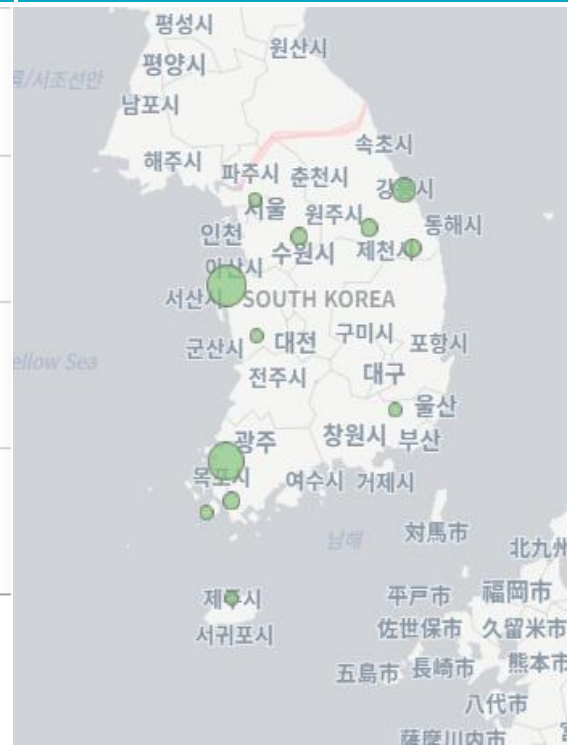 평성시
원산시
평양시
/서조선만
남포시
속초시
해주시
파주시 춘천시
서울 원주시
동해시
인천
수원시 제천시
아산시
서산시 SOUTH KOREA
군산시 대전 구미시 포항시
ellow Sea
전주시 대구
울산
광주 창원시 부산
목포시 여수시 거제시
남해 対馬市
北九州
제주시 平戸市 福岡市
서귀포시 佐世保市 久留米市
五島市 長崎市 熊本市
八代市
薩摩川内市